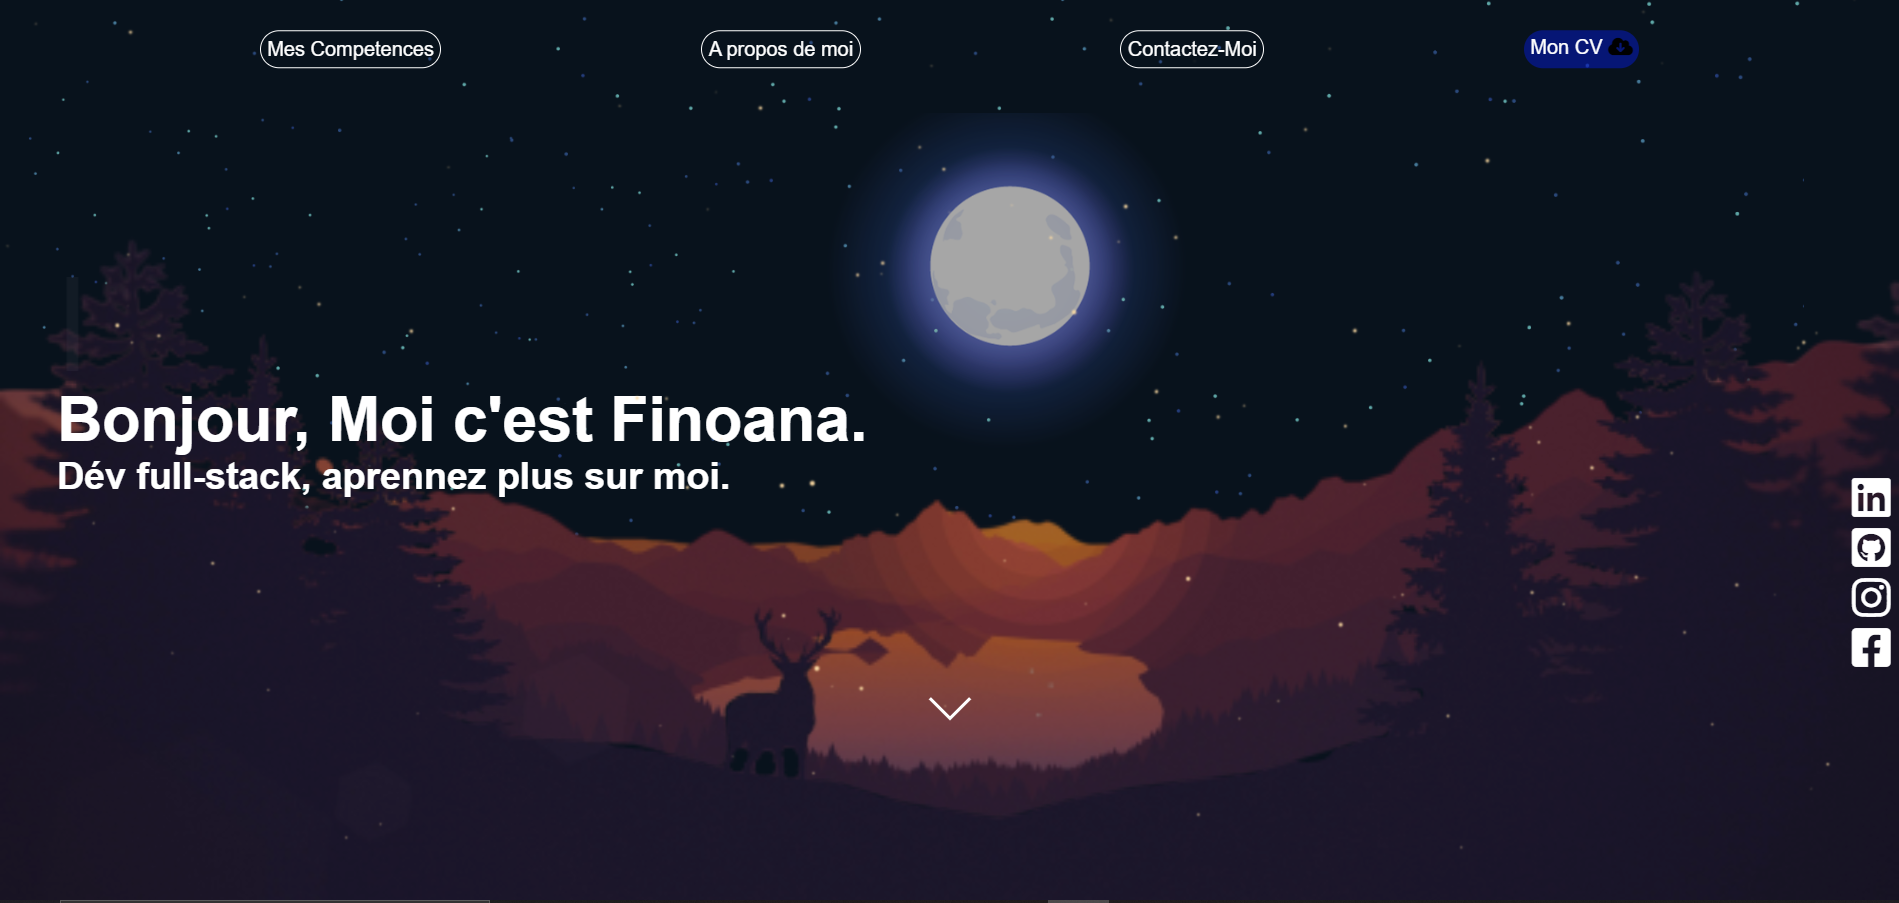 Mes Competences
A propos de moi
Contactez-Moi
Mon CV
Bonjour, Moi c'est Finoana.
Dév full-stack, aprennez plus sur moi.
in